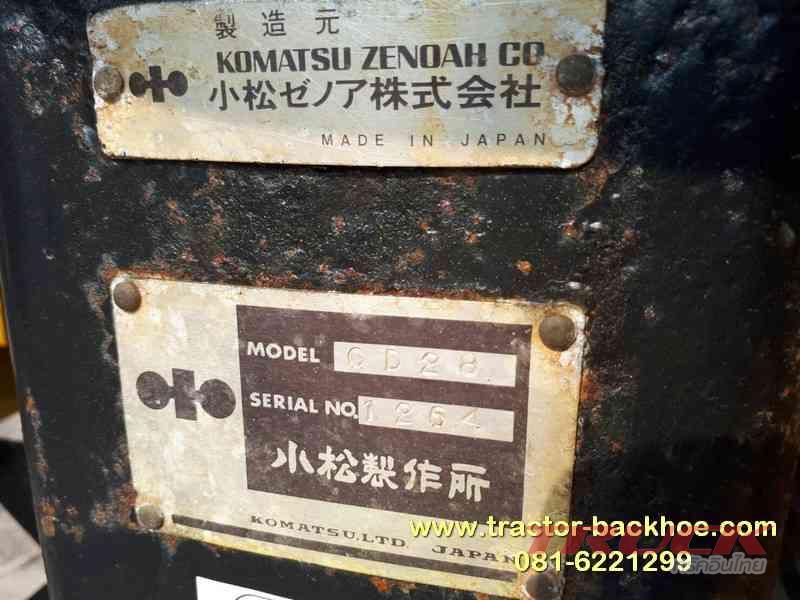 製造元
KOMATSU ZENOAH CO
小松ゼノア株式会社
MADE IN JAPAN
MODEL CD28
SERIAL NO. 1264
小松製作所
KOMATSU, LTD. JAPAN
www.tractor-backhoe.com
081-6221299